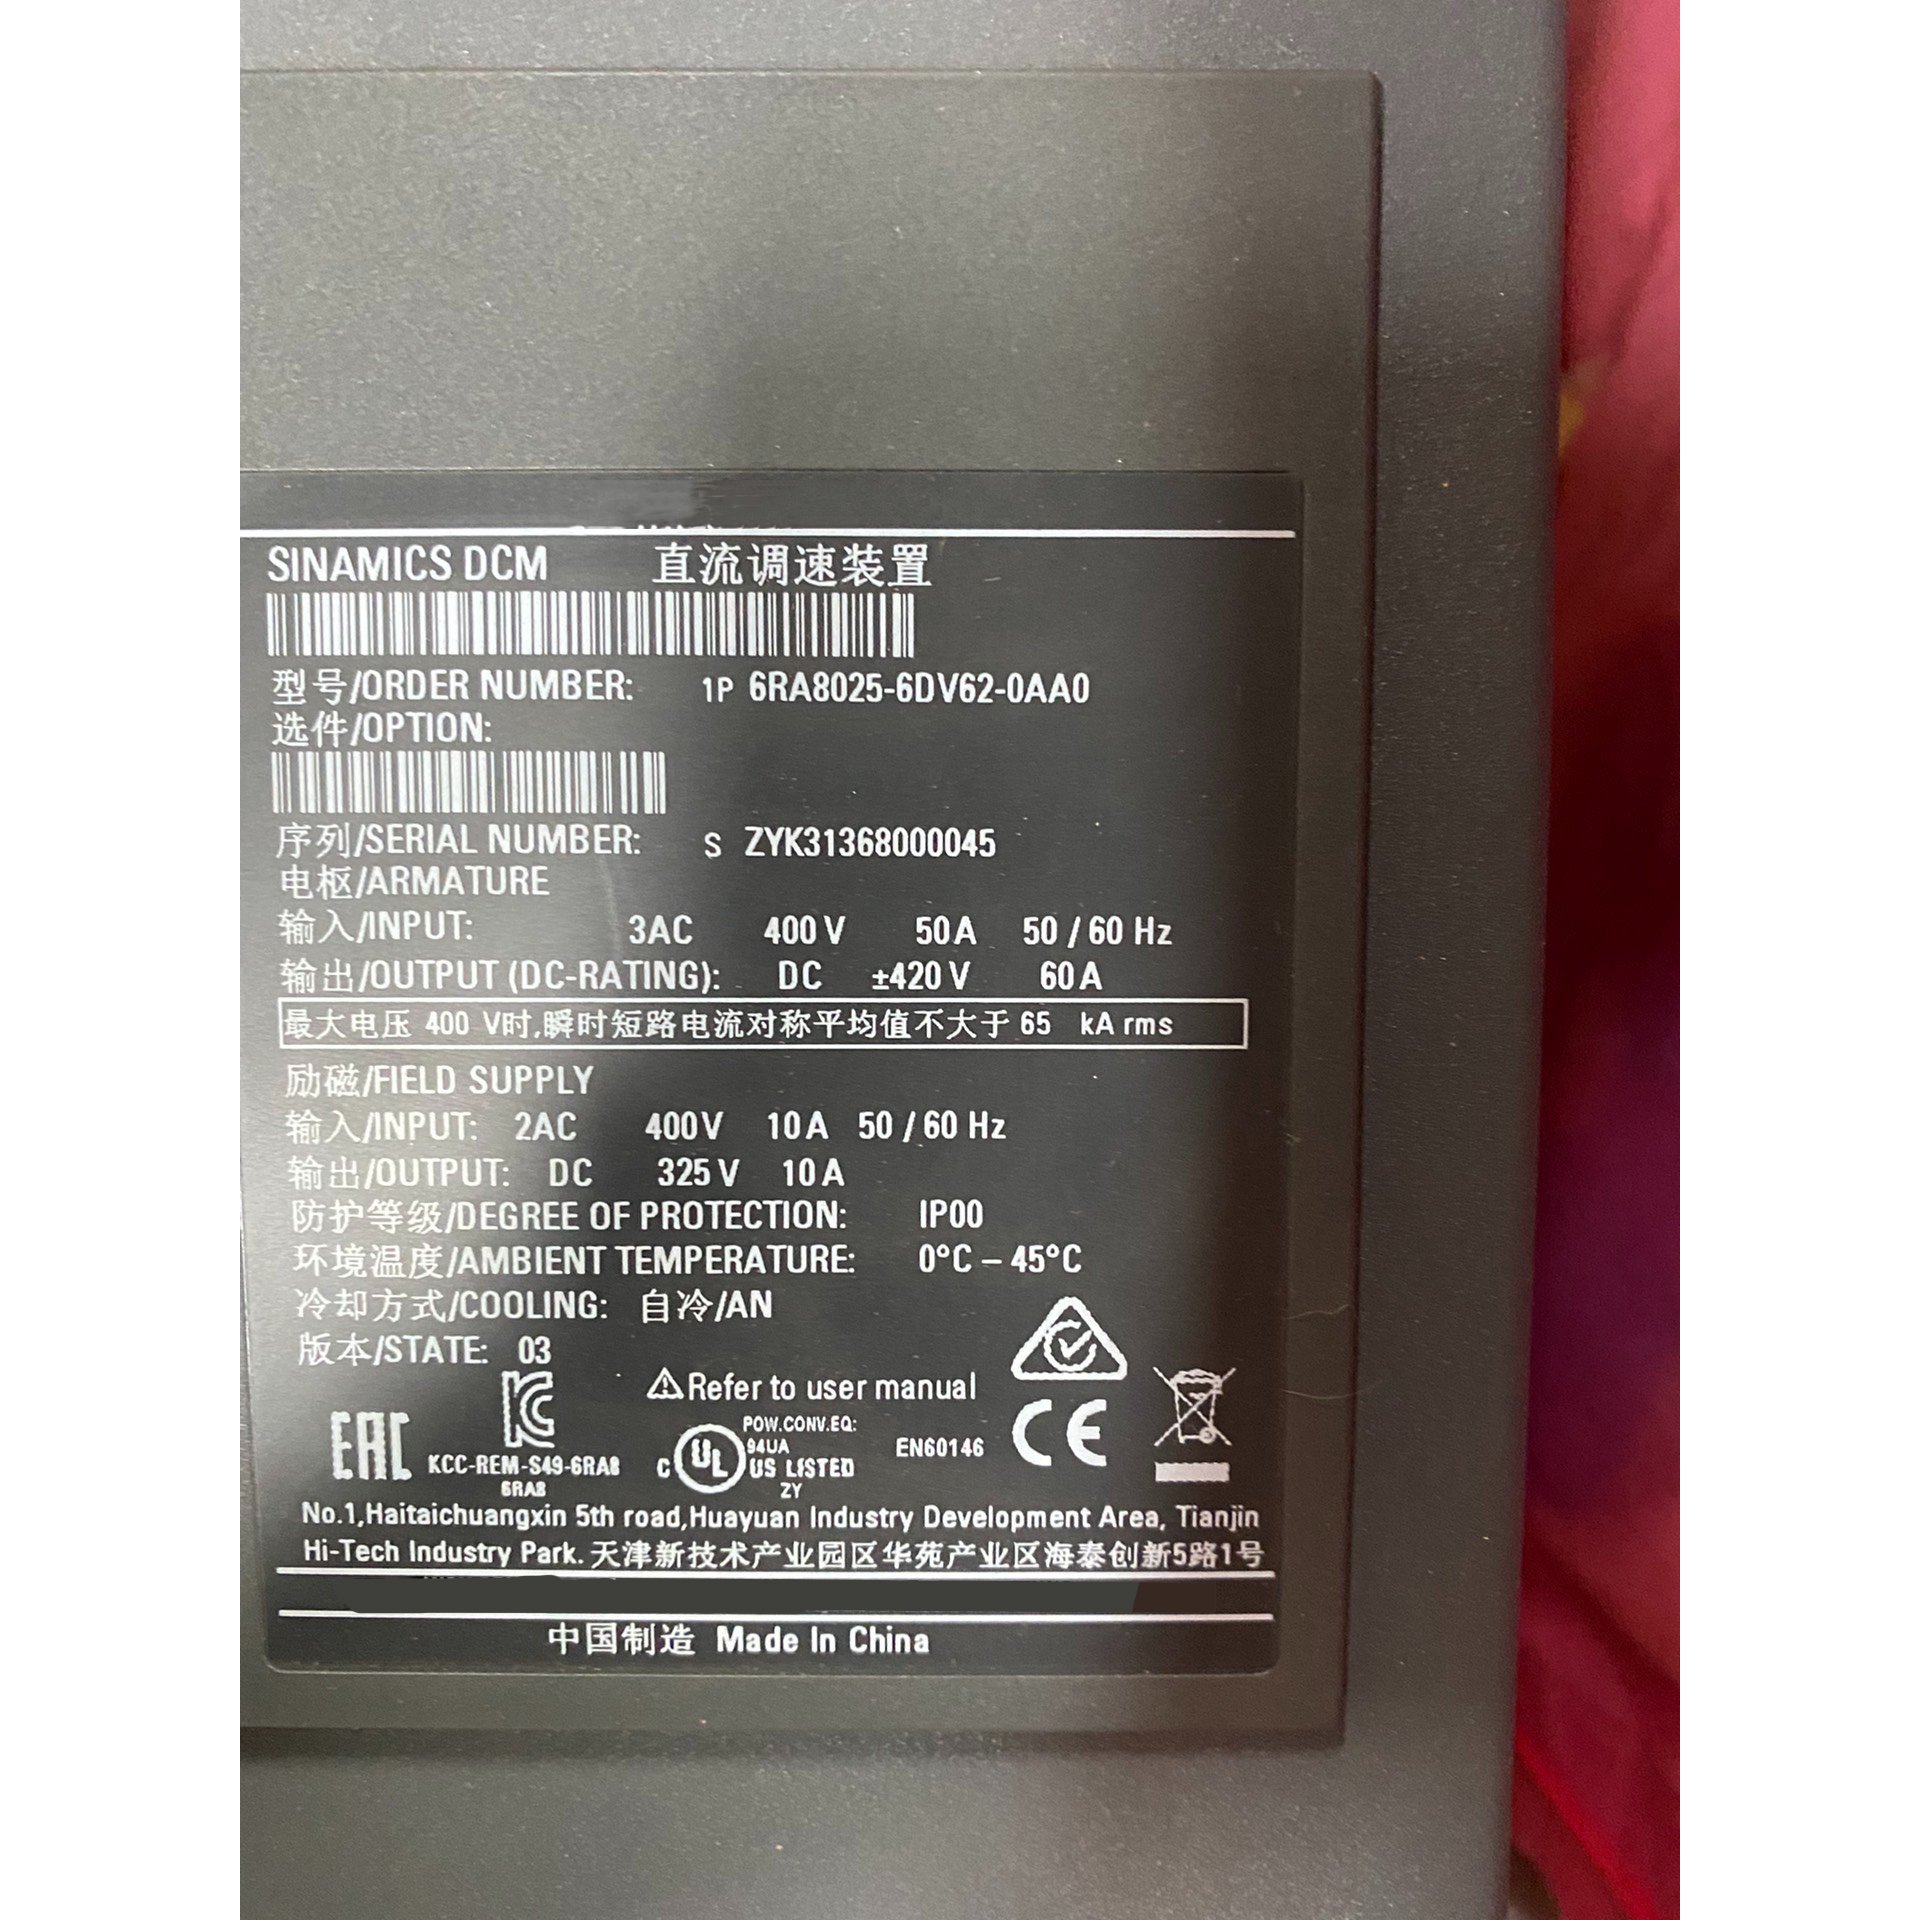 SINAMICS DCM 直流调速装置
型号/ORDER NUMBER: 1P 6RA8025-6DV62-0AA0
选件/OPTION:
序列/SERIAL NUMBER: S ZYK31368000045
电枢/ARMATURE
输入/INPUT: 3AC 400 V 50A 50 / 60 Hz
输出/OUTPUT (DC-RATING): DC ±420 V 60 A
最大电压 400 V时,瞬时短路电流对称平均值不大于 65 kA rms
励磁/FIELD SUPPLY
输入/INPUT: 2AC 400V 10A 50 / 60 Hz
输出/OUTPUT: DC 325 V 10 A
防护等级/DEGREE OF PROTECTION: IP00
环境温度/AMBIENT TEMPERATURE: 0°C – 45°C
冷却方式/COOLING: 自冷/AN
版本/STATE: 03
Refer to user manual
EAC
KCC-REM-S49-6RA8
6RA8
POW.CONV.EQ:
94UA
C UL US LISTED
ZY
EN60146
CE
No.1,Haitaichuangxin 5th road,Huayuan Industry Development Area, Tianjin
Hi-Tech Industry Park. 天津新技术产业园区华苑产业区海泰创新5路1号
中国制造 Made In China